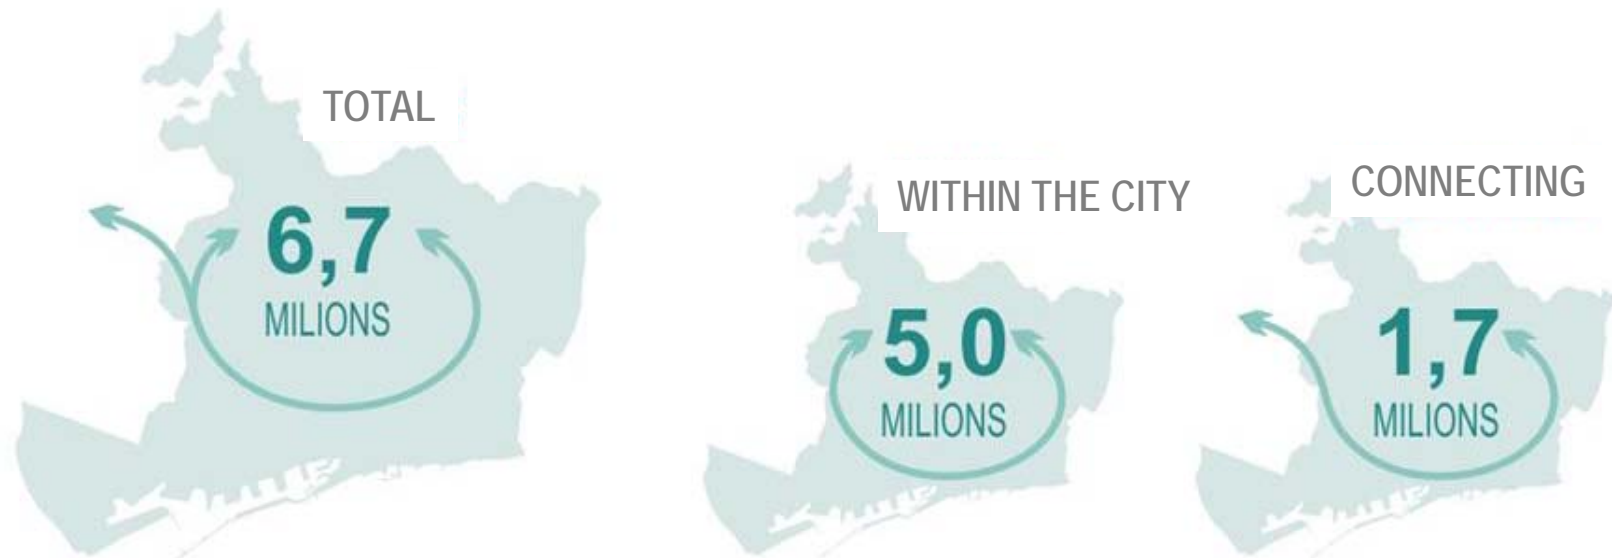 TOTAL
6,7
MILIONS
WITHIN THE CITY
5,0
MILIONS
CONNECTING
1,7
MILIONS